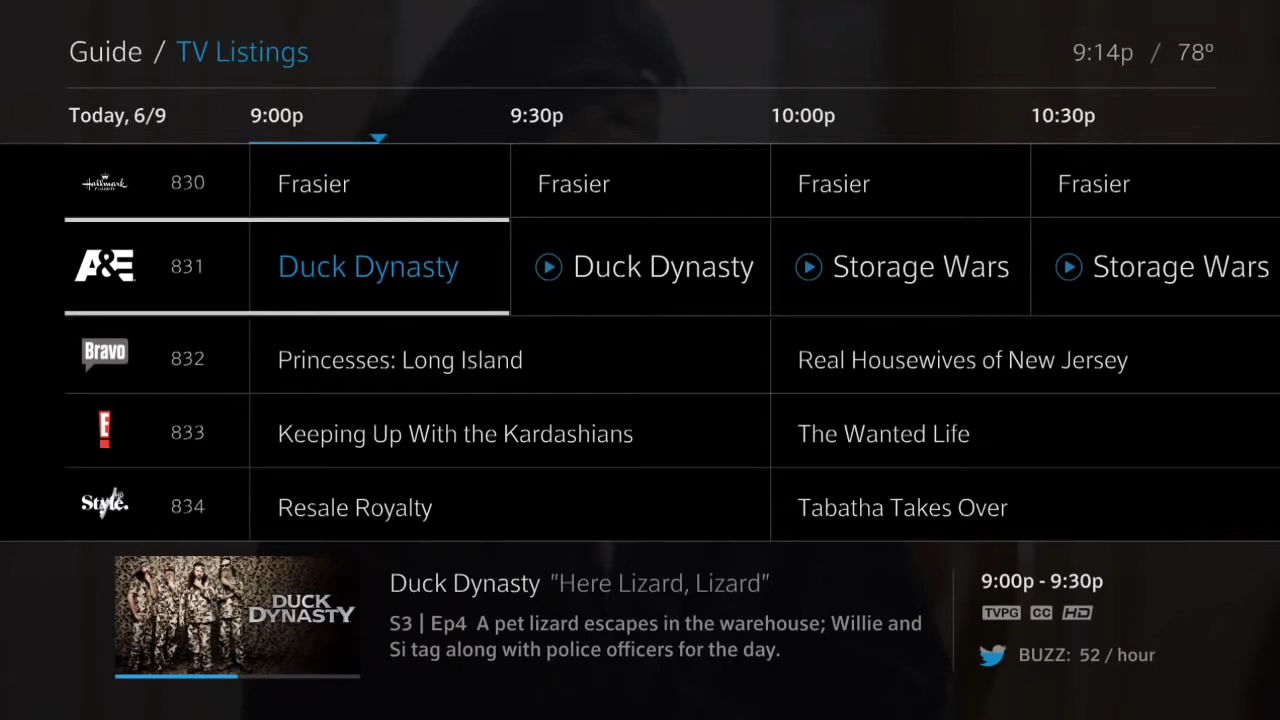 Guide / TV Listings
9:14p / 78°
Today, 6/9 9:00p 9:30p 10:00p 10:30p
Hallmark 830 Frasier Frasier Frasier Frasier
A&E 831 Duck Dynasty Duck Dynasty Storage Wars Storage Wars
Bravo 832 Princesses: Long Island Real Housewives of New Jersey
E! 833 Keeping Up With the Kardashians The Wanted Life
Style. HD 834 Resale Royalty Tabatha Takes Over
DUCK
DYNASTY
Duck Dynasty "Here Lizard, Lizard"
S3 | Ep4 A pet lizard escapes in the warehouse; Willie and
Si tag along with police officers for the day.
9:00p - 9:30p
TVPG CC HD
BUZZ: 52 / hour